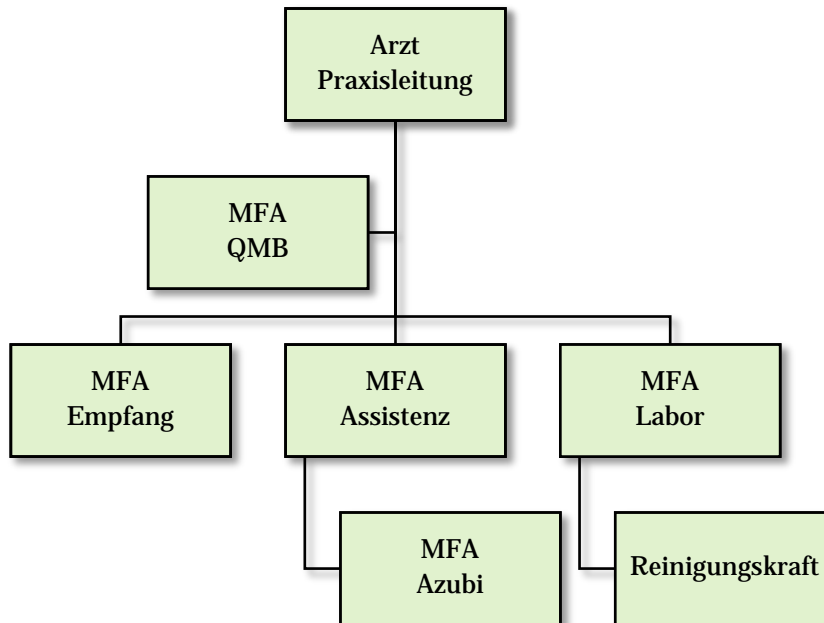 Arzt
Praxisleitung
MFA
QMB
MFA
Empfang
MFA
Assistenz
MFA
Labor
MFA
Azubi
Reinigungskraft